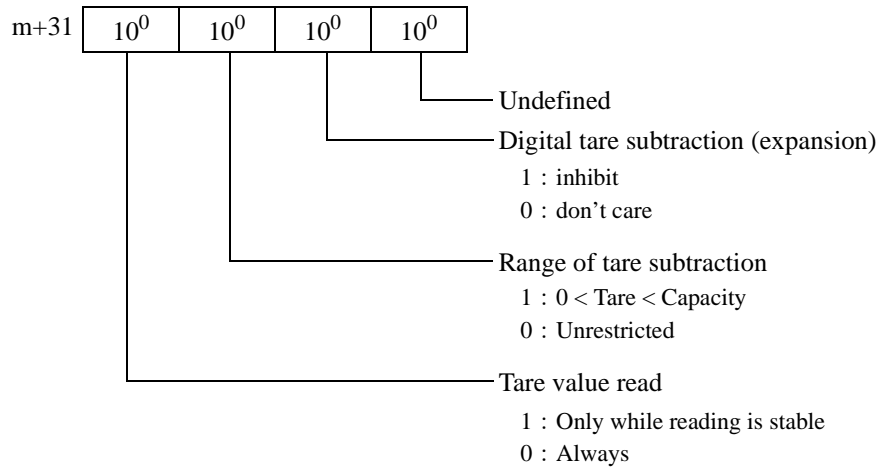 m+31 10⁰ 10⁰ 10⁰ 10⁰
Undefined
Digital tare subtraction (expansion)
1 : inhibit
0 : don't care
Range of tare subtraction
1 : 0 < Tare < Capacity
0 : Unrestricted
Tare value read
1 : Only while reading is stable
0 : Always